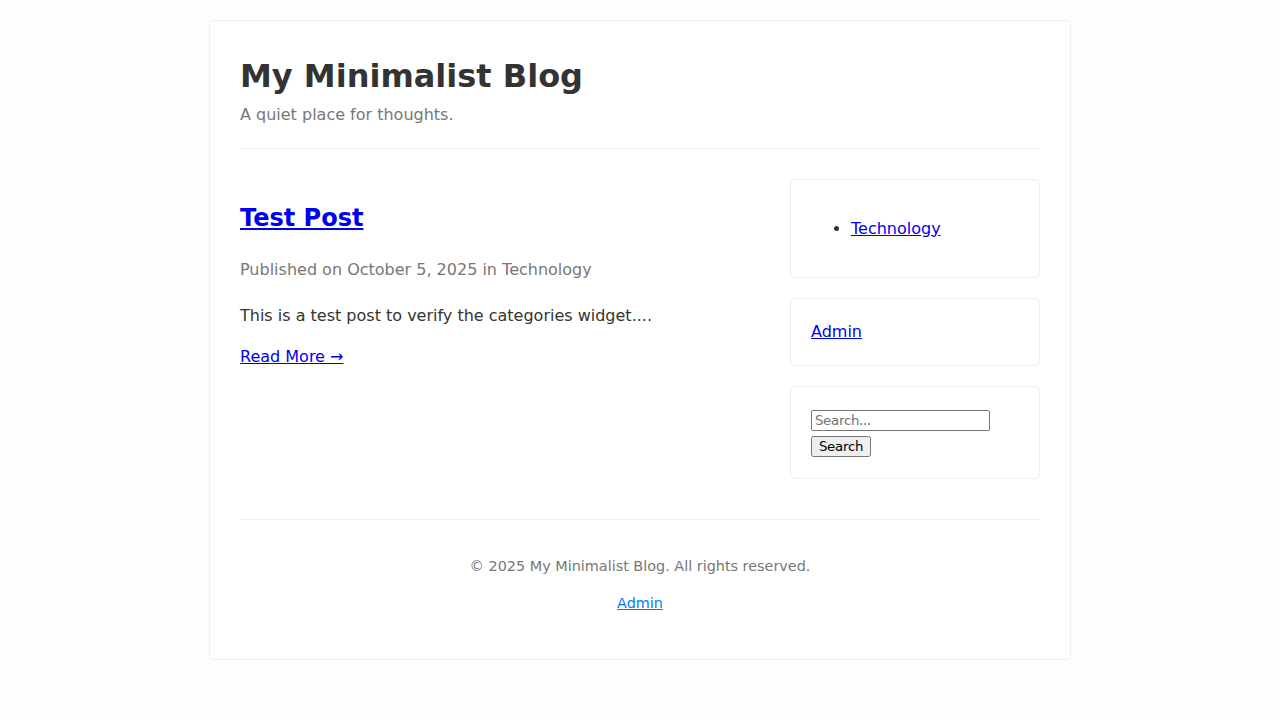 My Minimalist Blog
A quiet place for thoughts.
Test Post
Published on October 5, 2025 in Technology
This is a test post to verify the categories widget....
Read More →
Technology
Admin
Search...
Search
© 2025 My Minimalist Blog. All rights reserved.
Admin